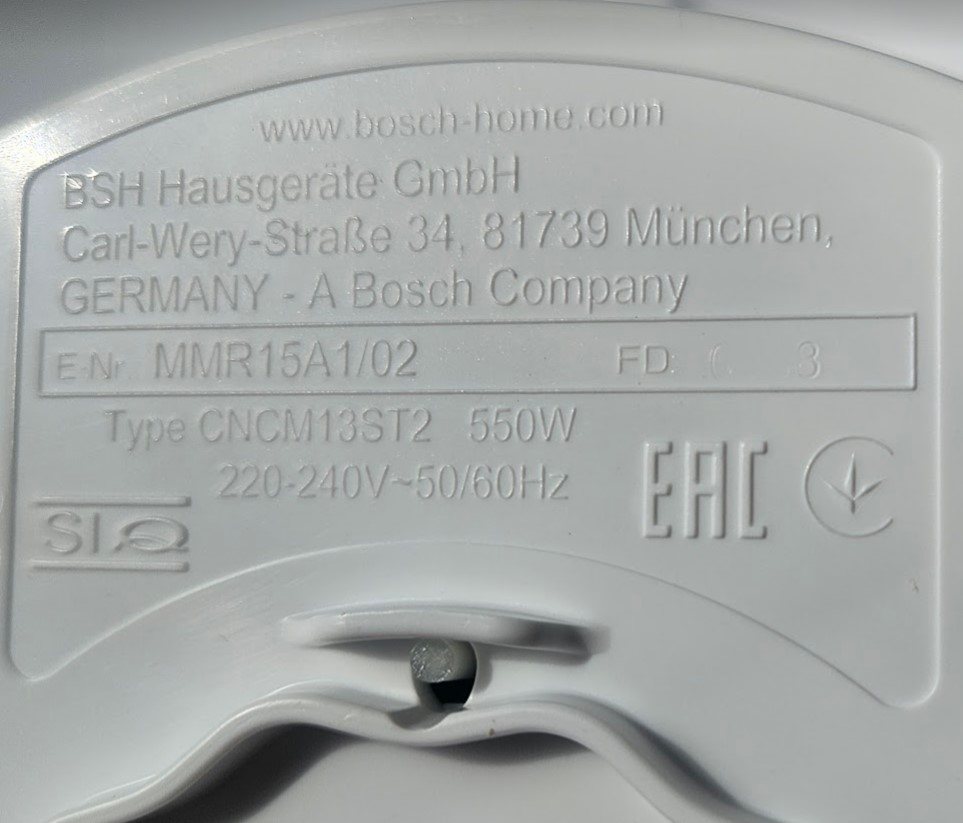 www.bosch-home.com
BSH Hausgeräte GmbH
Carl-Wery-Straße 34, 81739 München,
GERMANY - A Bosch Company
E-Nr MMR15A1/02 FD:
Type CNCM13ST2 550W
220-240V~50/60Hz
SIQ
EAC